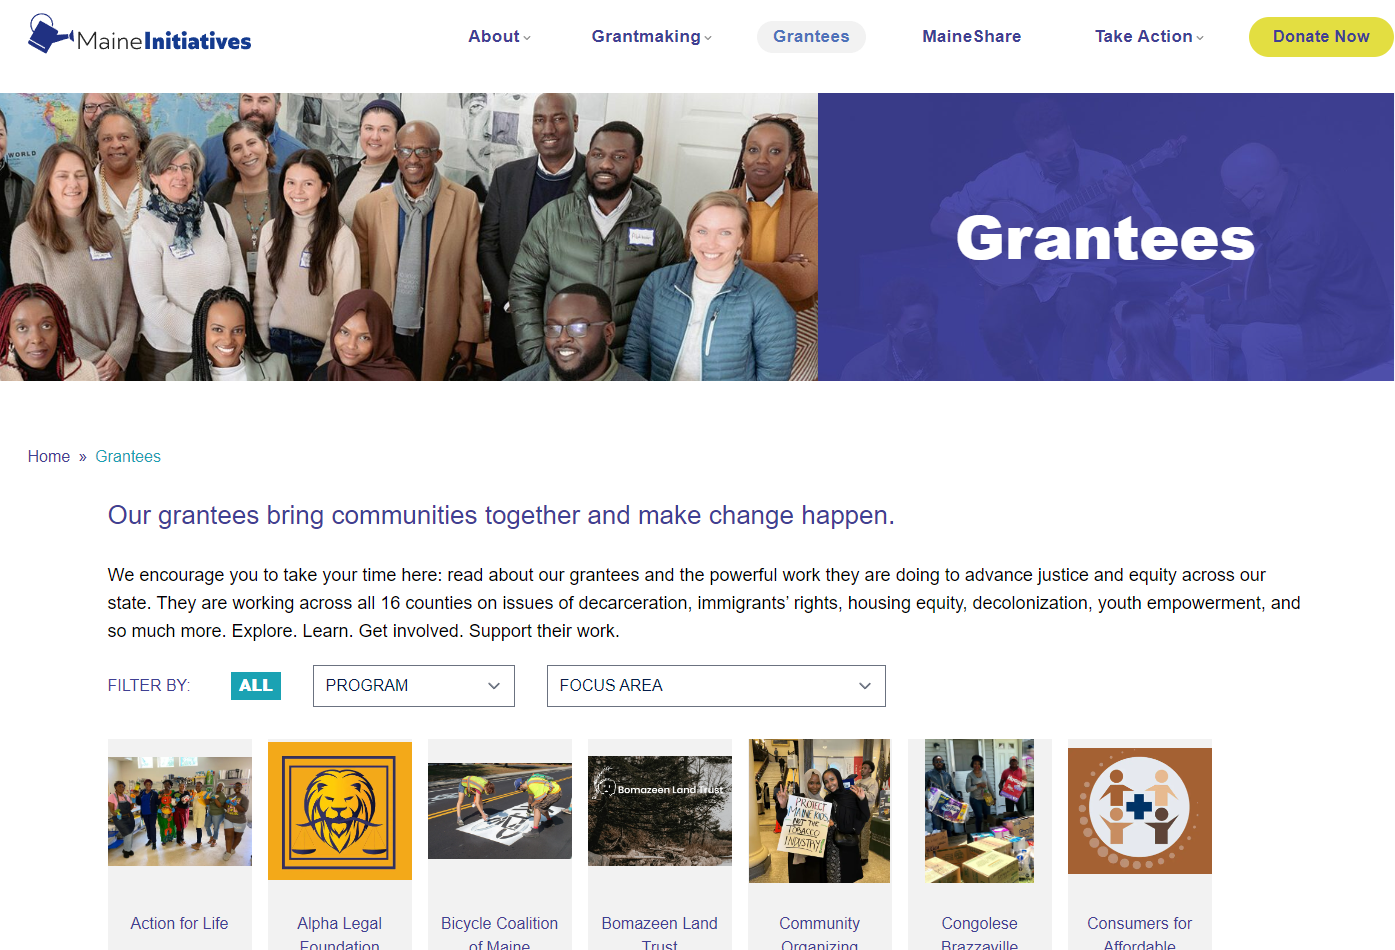 MaineInitiatives
About
Grantmaking
Grantees
MaineShare
Take Action
Donate Now
WORLD
Grantees
Home » Grantees
Our grantees bring communities together and make change happen.
We encourage you to take your time here: read about our grantees and the powerful work they are doing to advance justice and equity across our
state. They are working across all 16 counties on issues of decarceration, immigrants’ rights, housing equity, decolonization, youth empowerment, and
so much more. Explore. Learn. Get involved. Support their work.
FILTER BY:
ALL
PROGRAM
FOCUS AREA
Bomazeen Land Trust
PROTECT
MAINE KIDS
NOT THE
TOBACCO
INDUSTRY!
Action for Life
Alpha Legal
Foundation
Bicycle Coalition
of Maine
Bomazeen Land
Trust
Community
Organizing
Congolese
Brazzaville
Consumers for
Affordable